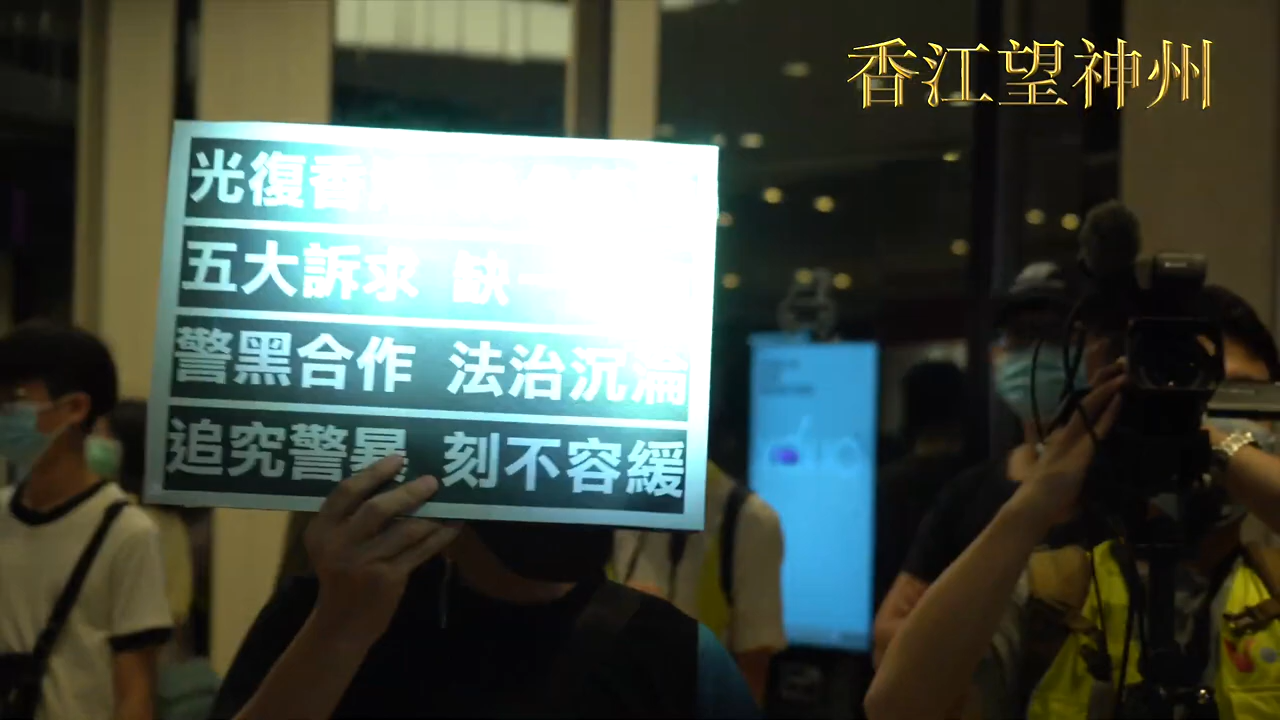 香江望神州
光復香
五大訴求 缺一
警黑合作 法治沉淪
追究警暴 刻不容緩